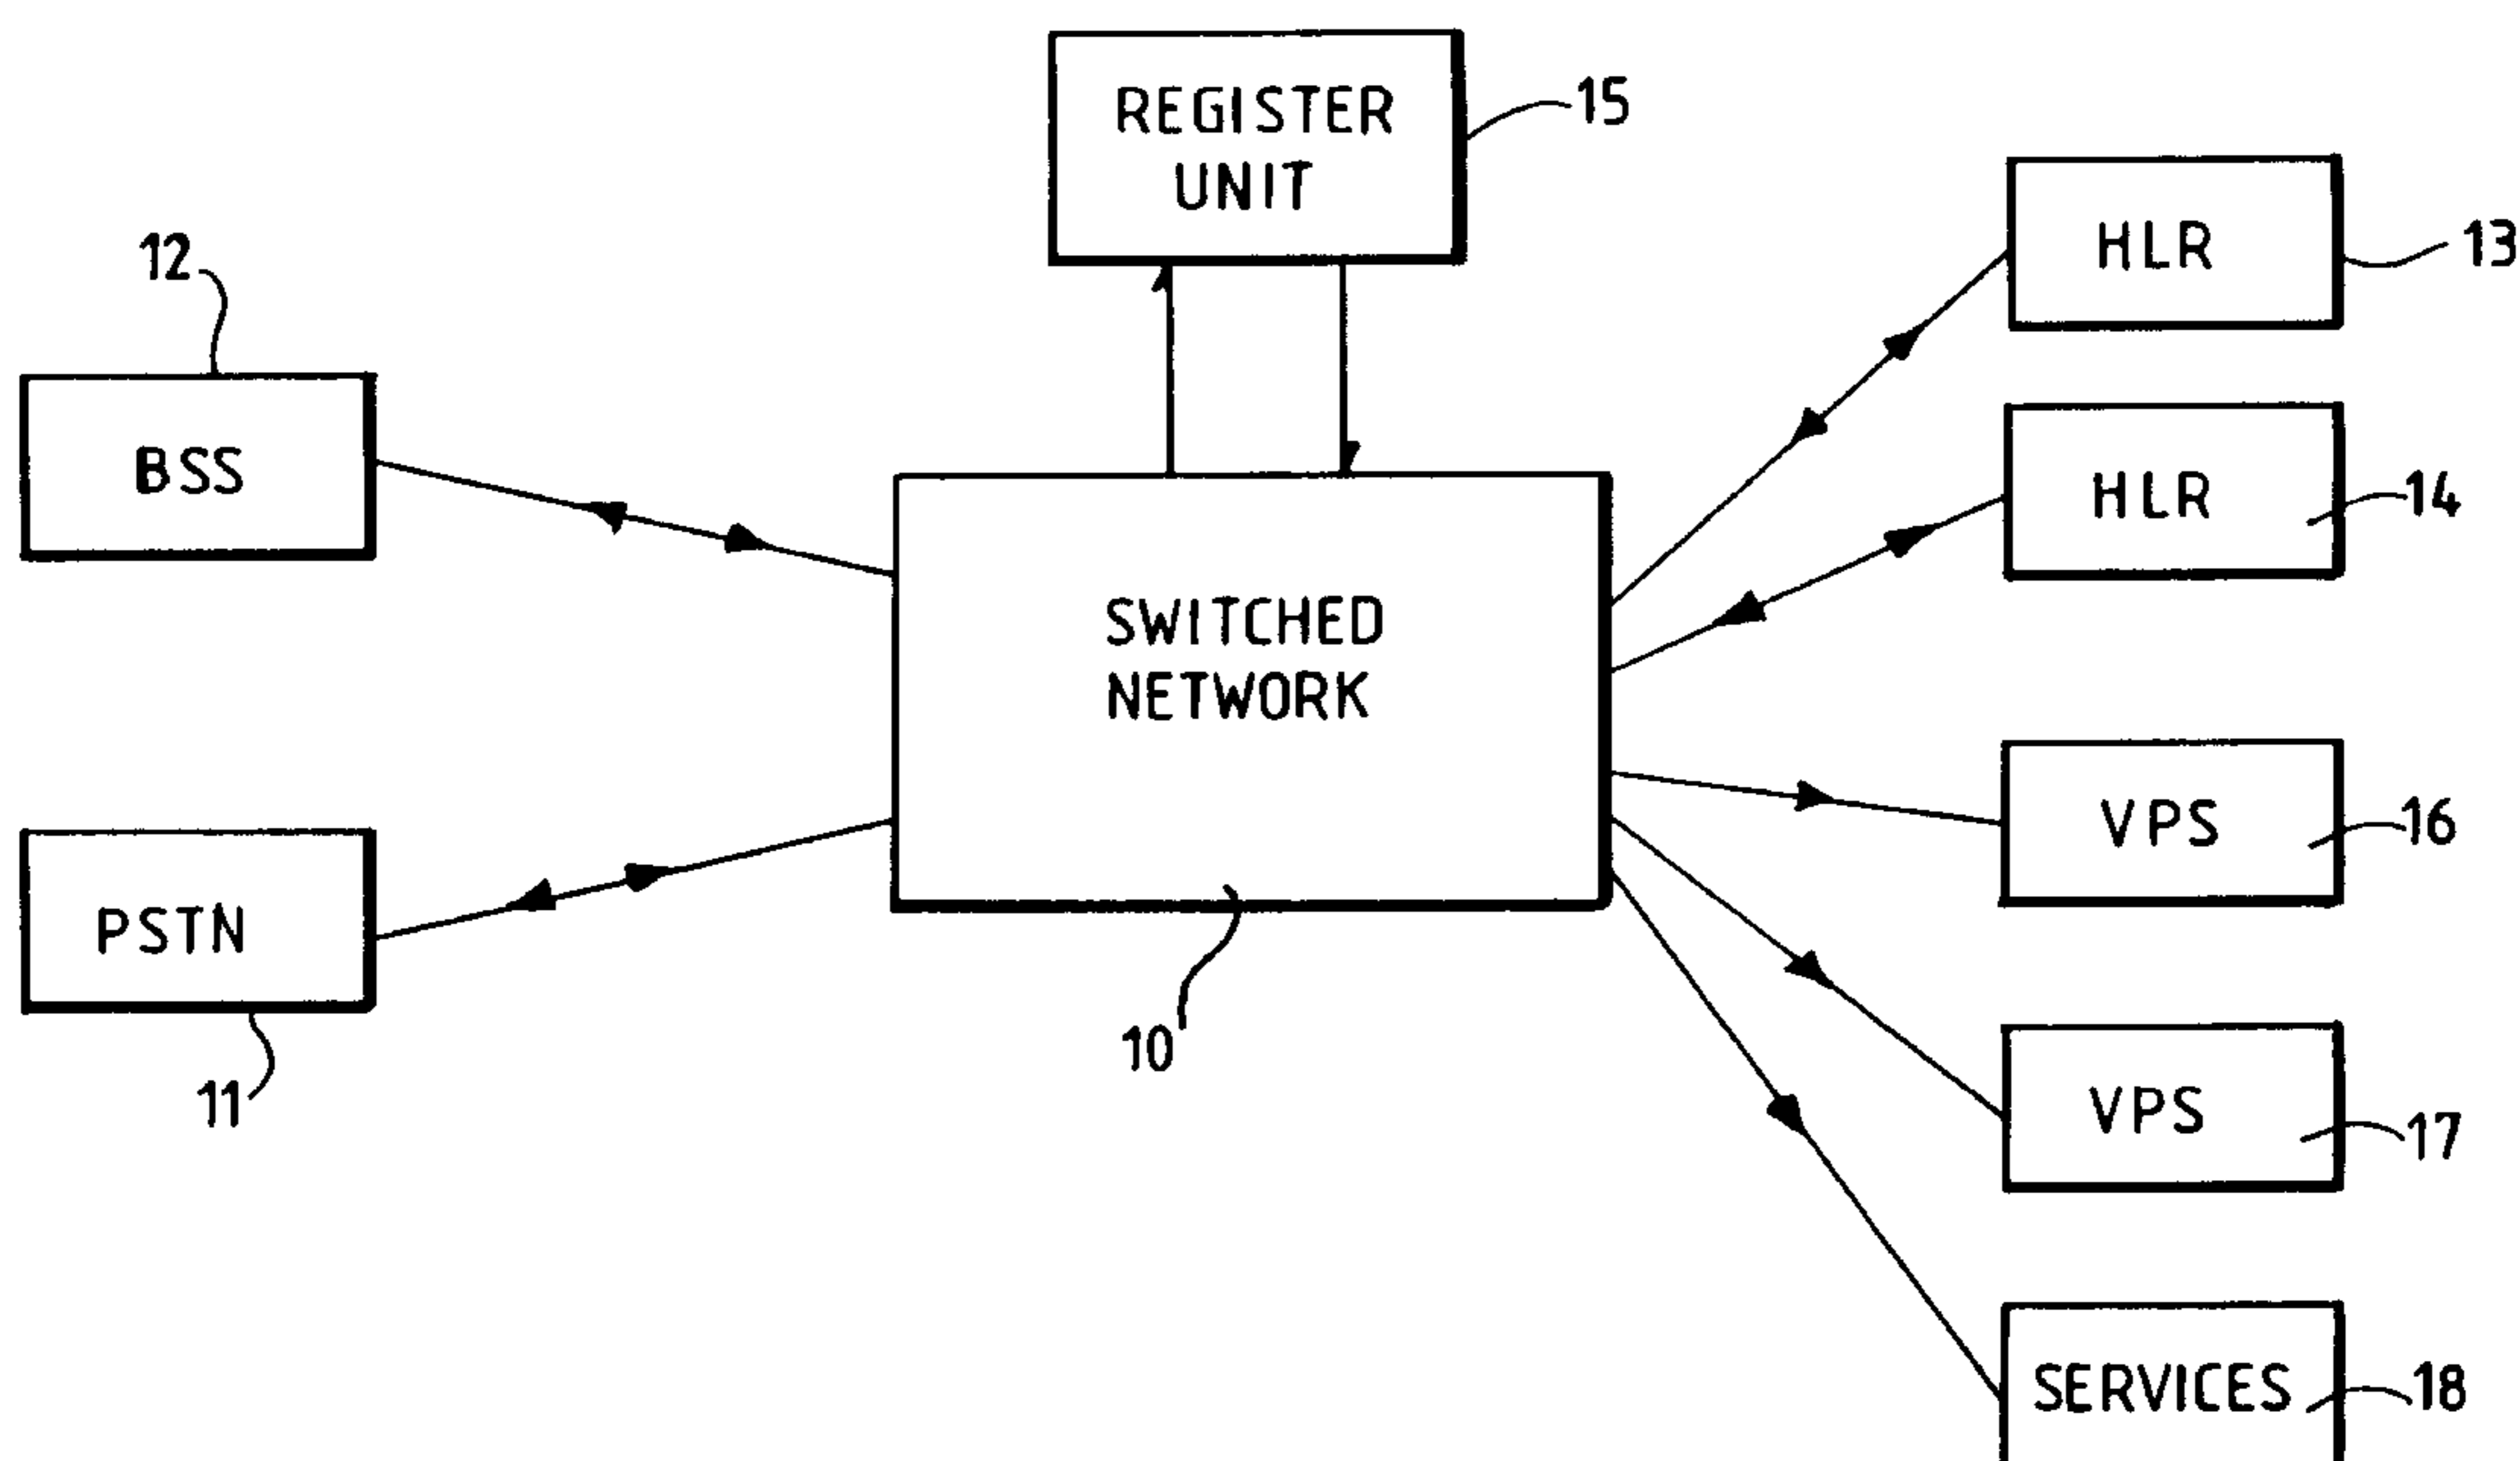 REGISTER
UNIT
15
HLR
13
12
BSS
HLR
14
SWITCHED
NETWORK
VPS
16
PSTN
10
11
VPS
17
SERVICES
18